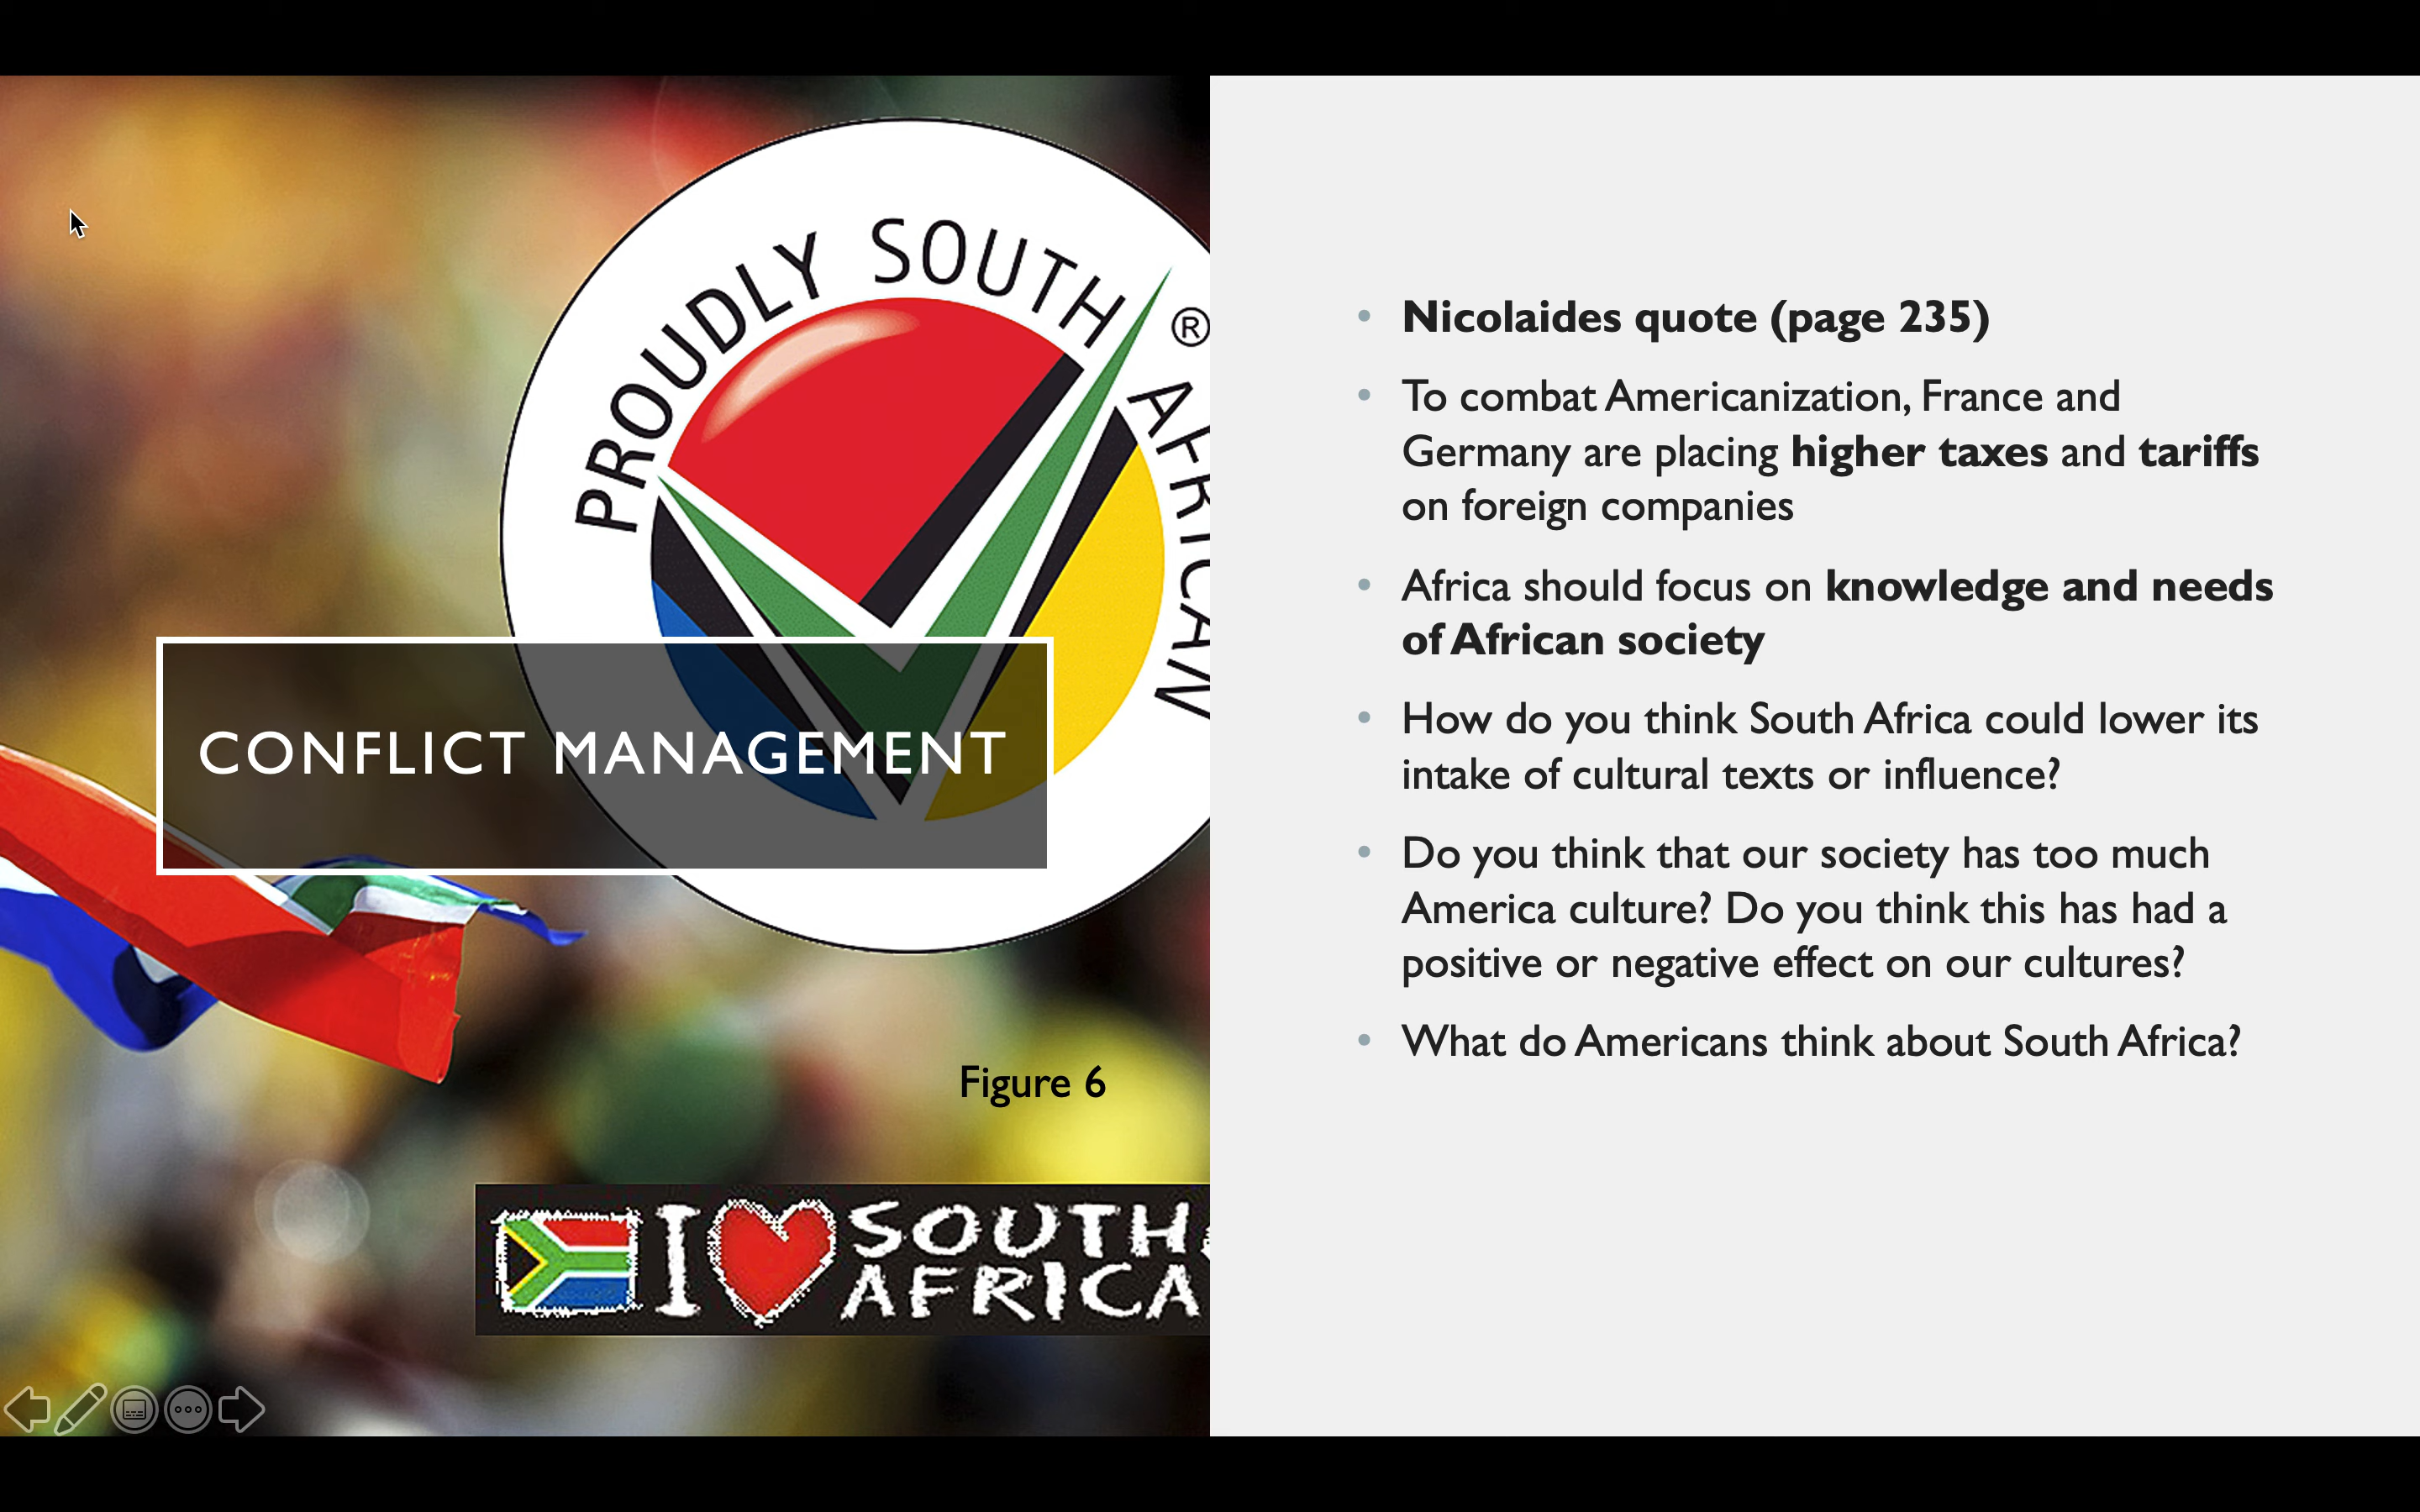 PROUDLY SOUTH AFRICAN
®
CONFLICT MANAGEMENT
Figure 6
I SOUTH
AFRICA
• Nicolaides quote (page 235)
• To combat Americanization, France and
Germany are placing higher taxes and tariffs
on foreign companies
• Africa should focus on knowledge and needs
of African society
• How do you think South Africa could lower its
intake of cultural texts or influence?
• Do you think that our society has too much
America culture? Do you think this has had a
positive or negative effect on our cultures?
• What do Americans think about South Africa?